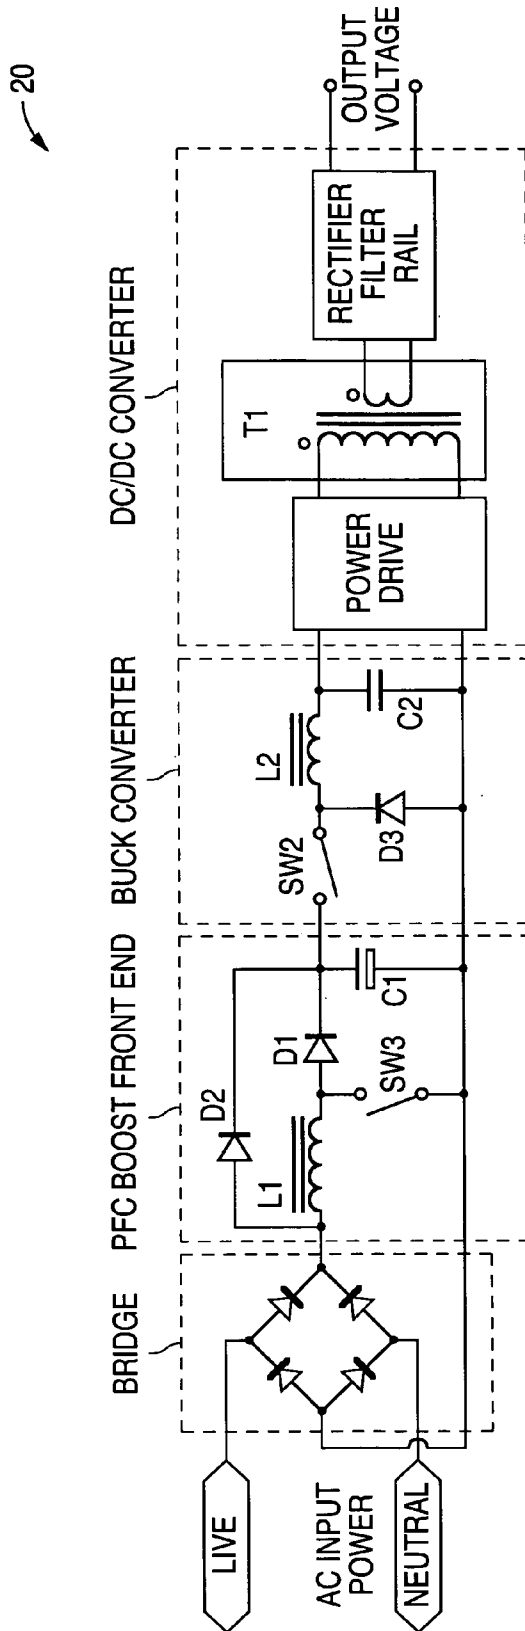 20
BRIDGE
PFC BOOST FRONT END
BUCK CONVERTER
DC/DC CONVERTER
LIVE
AC INPUT
POWER
NEUTRAL
D2
L1
D1
SW3
C1
SW2
L2
D3
C2
POWER
DRIVE
T1
RECTIFIER
FILTER
RAIL
OUTPUT
VOLTAGE